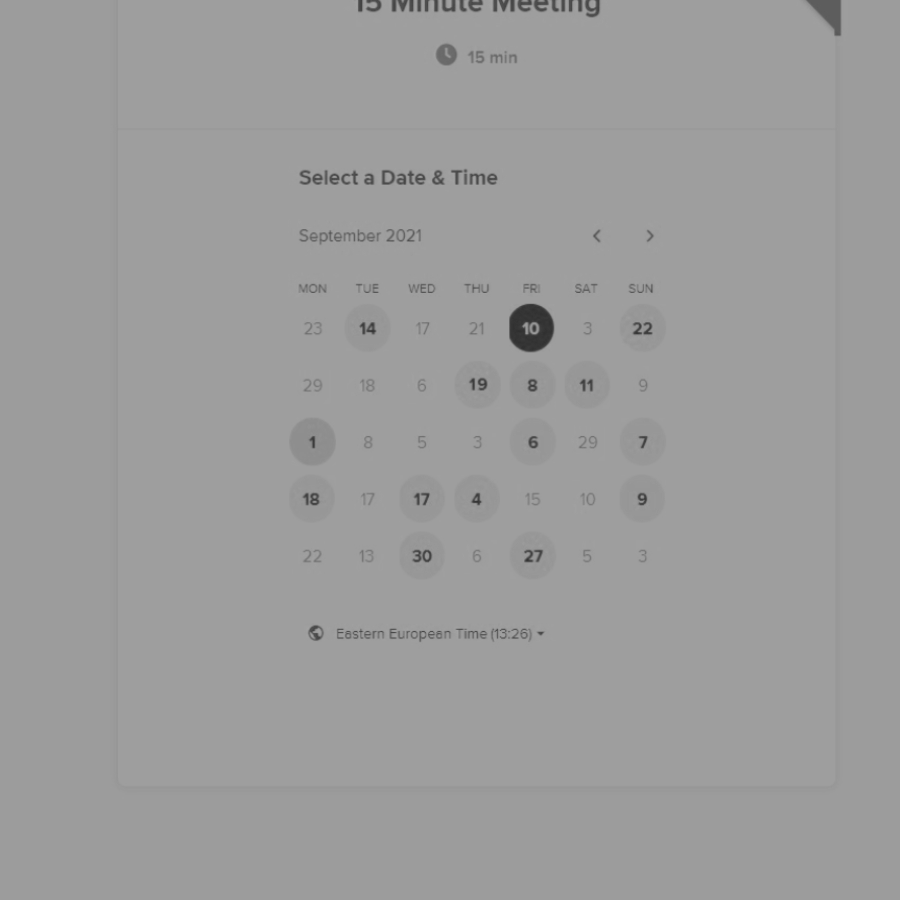 15 Minute Meeting
15 min
Select a Date & Time
September 2021
MON TUE WED THU FRI SAT SUN
23 14 17 21 10 3 22
29 18 6 19 8 11 9
1 8 5 3 6 29 7
18 17 17 4 15 10 9
22 13 30 6 27 5 3
Eastern European Time (13:26)